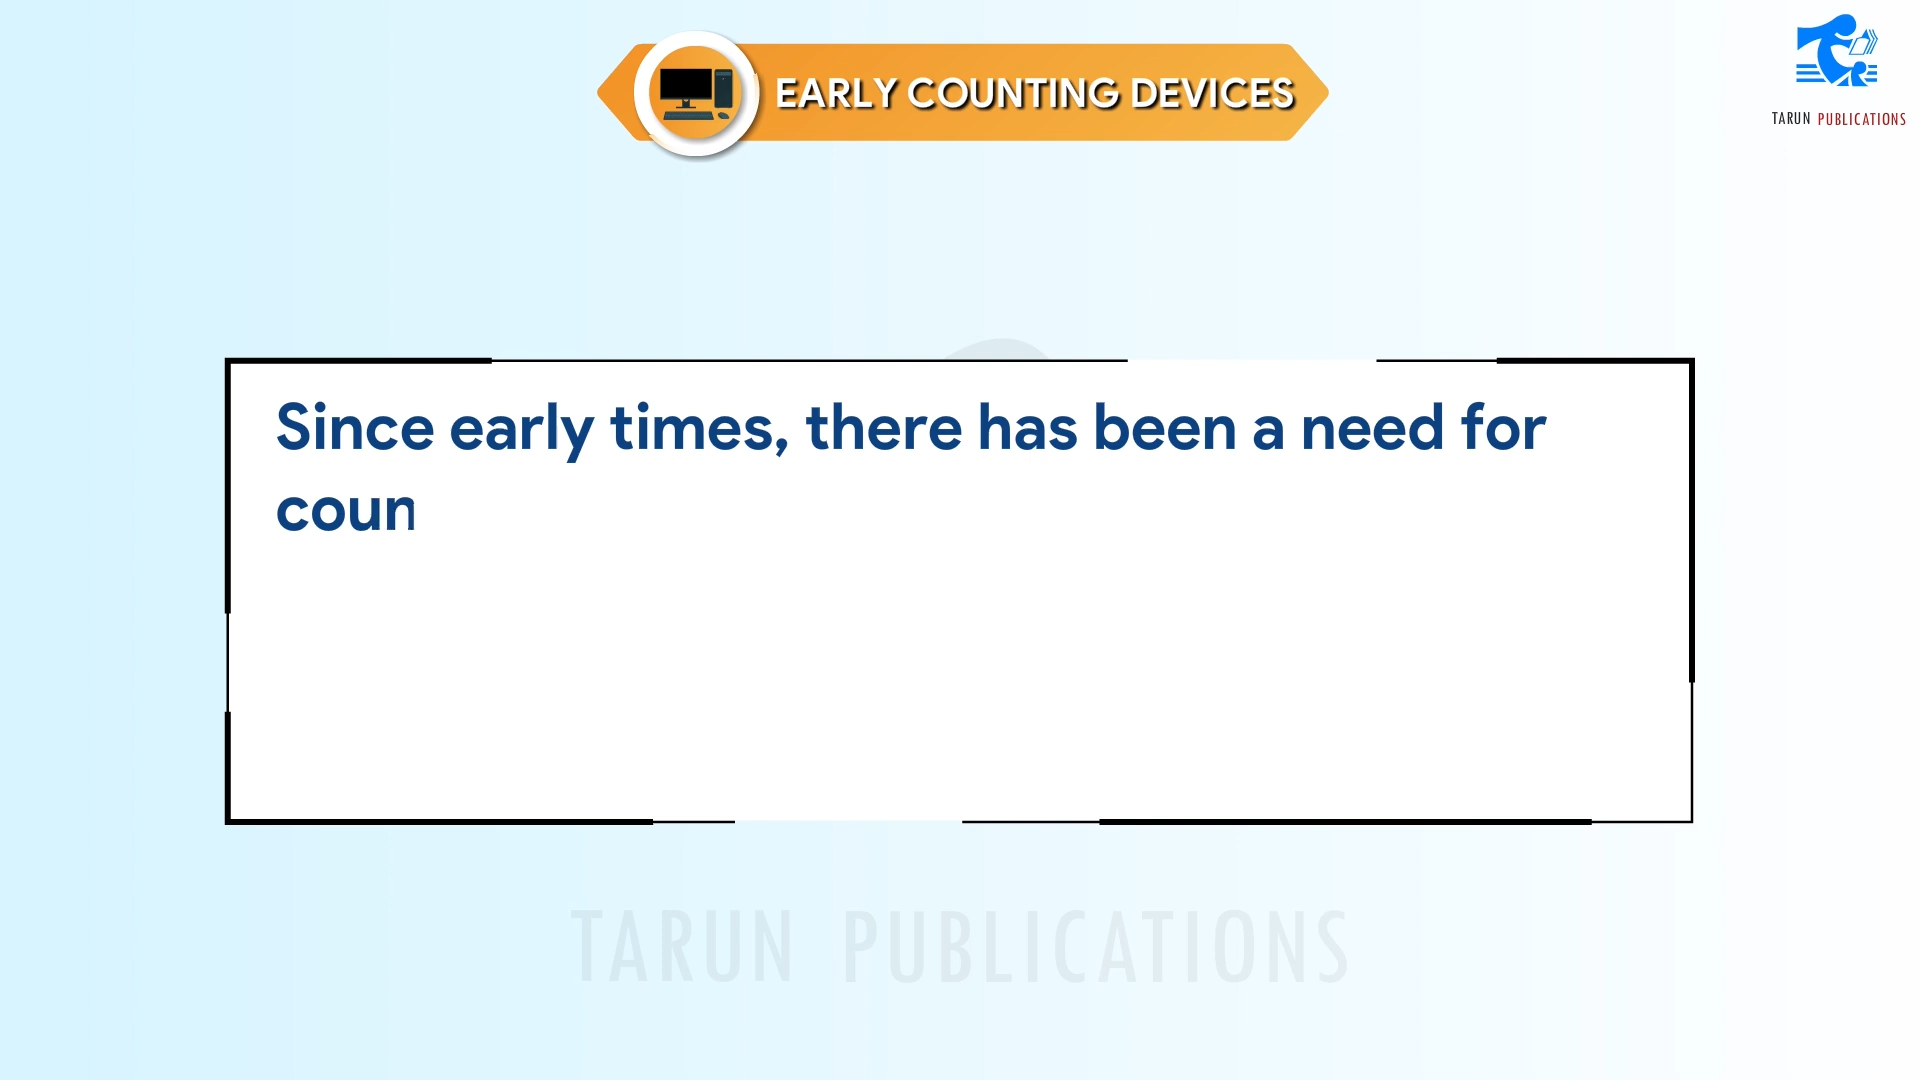 EARLY COUNTING DEVICES
TARUN PUBLICATIONS
Since early times, there has been a need for
coun
TARUN PUBLICATIONS